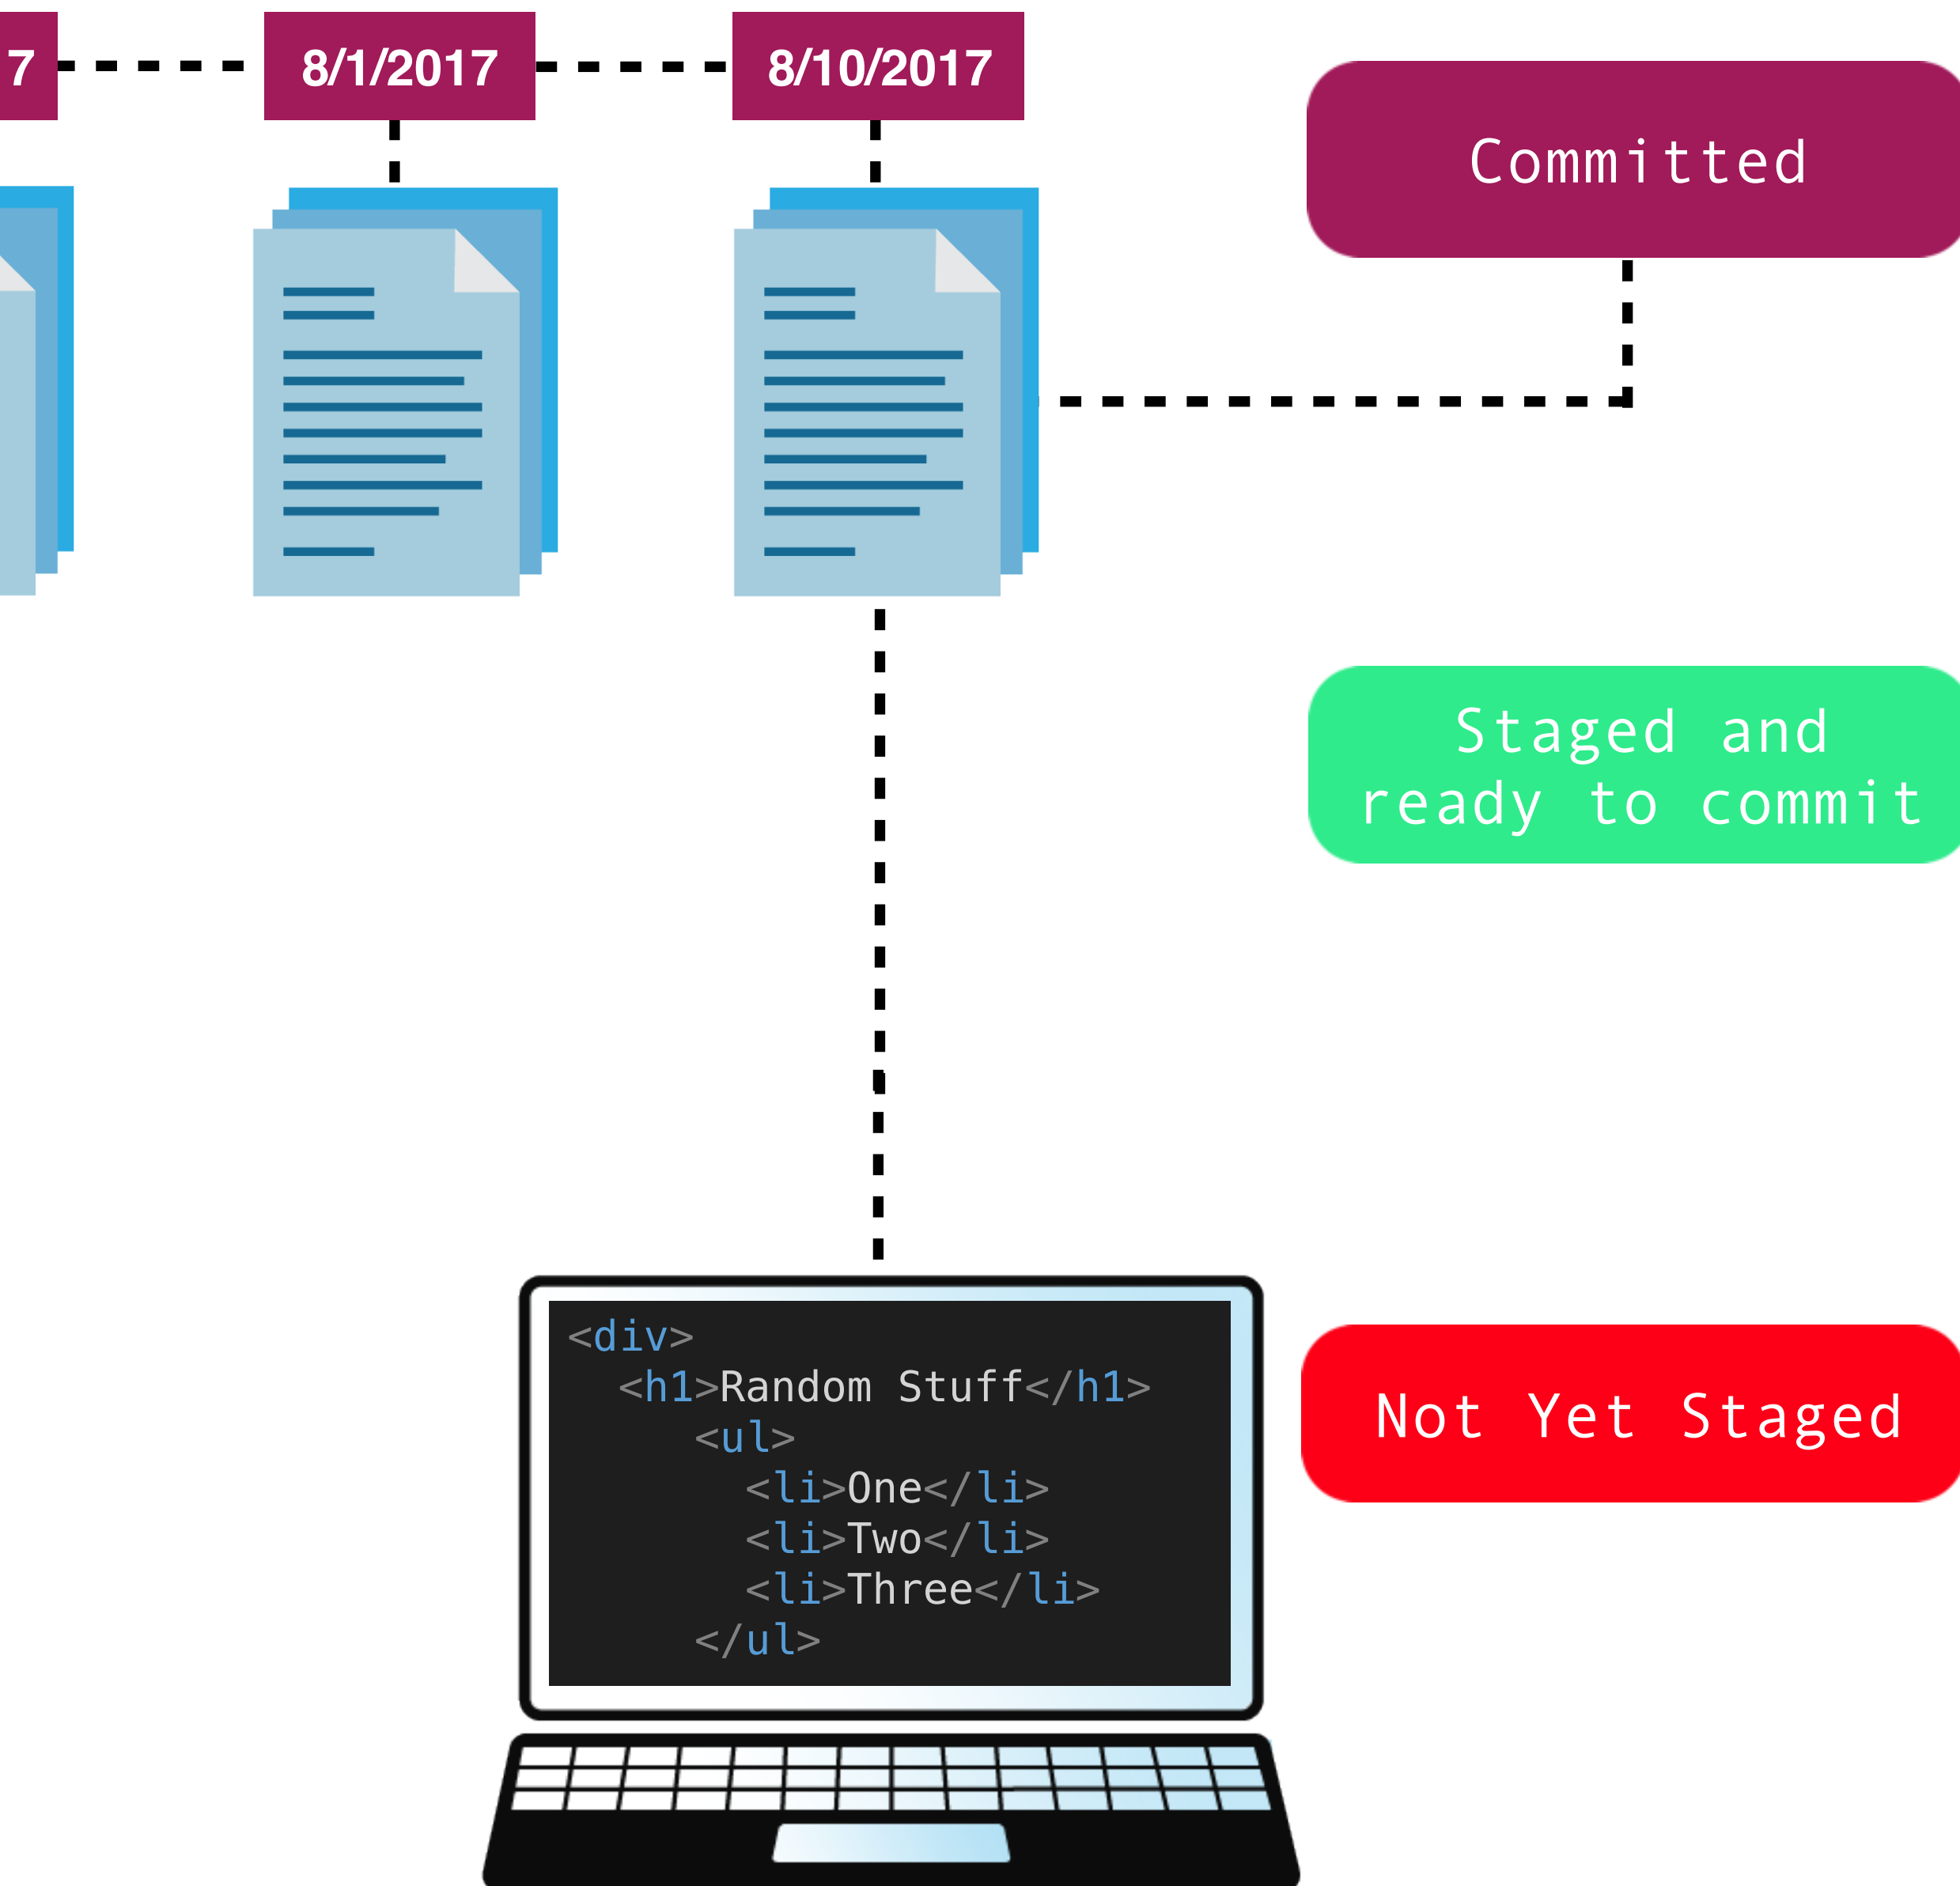 7
8/1/2017
8/10/2017
Committed
Staged and
ready to commit
<div>
<h1>Random Stuff</h1>
<ul>
<li>One</li>
<li>Two</li>
<li>Three</li>
</ul>
Not Yet Staged